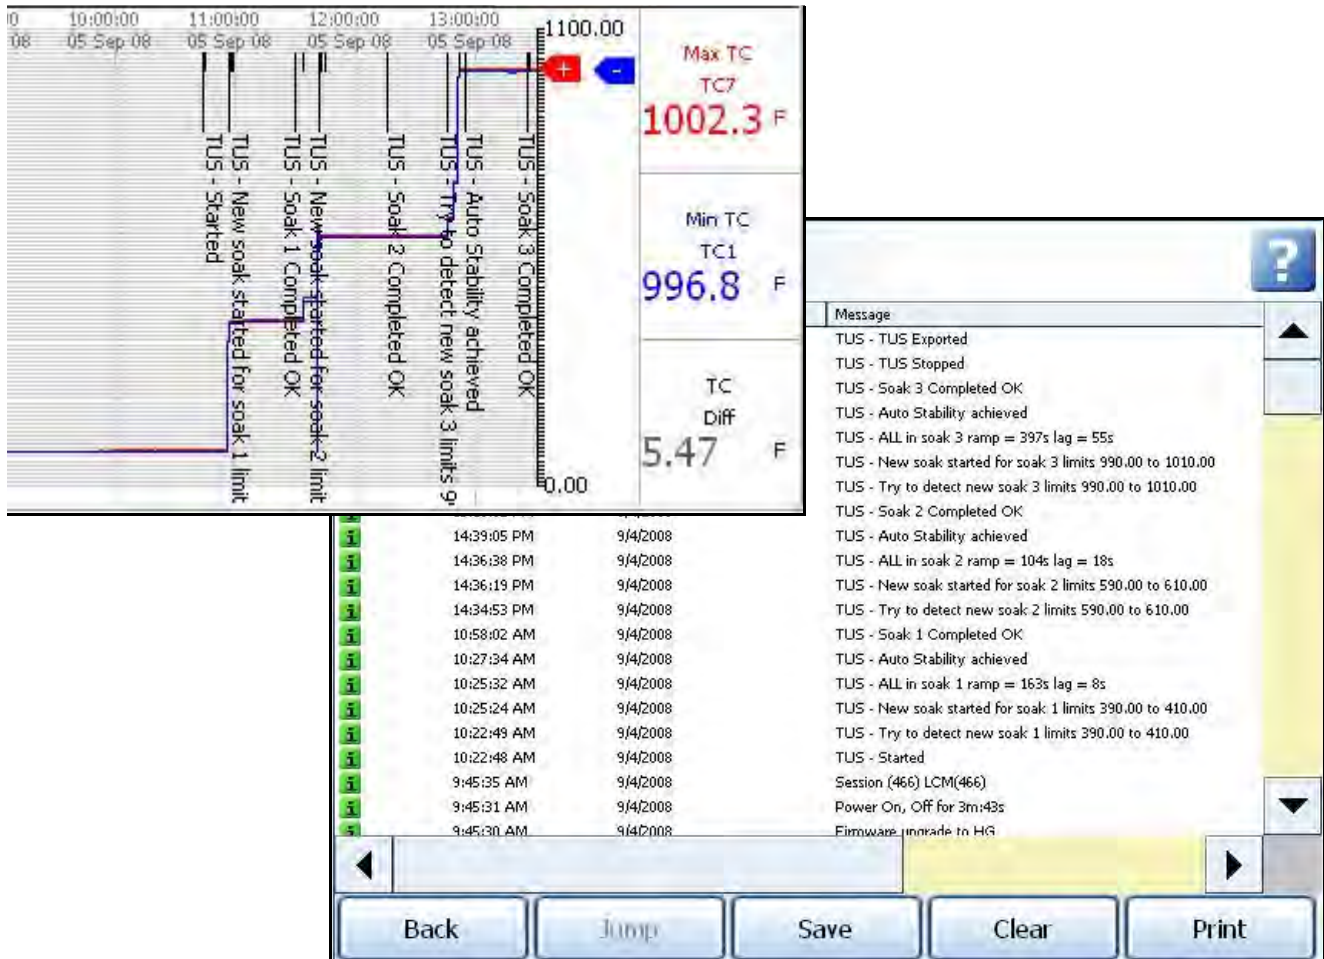 10:00:00 11:00:00 12:00:00 13:00:00
08 05 Sep 08 05 Sep 08 05 Sep 08 05 Sep 08
1100.00
0.00
TUS - Started
TUS - New soak started for soak 1 limit
TUS - Soak 1 Completed OK
TUS - New soak started for soak 2 limit
TUS - Soak 2 Completed OK
TUS - Try to detect new soak 3 limits 9
TUS - Auto Stability achieved
TUS - Soak 3 Completed OK
Max TC
TC7
1002.3 F
Min TC
TC1
996.8 F
TC
Diff
5.47 F
?
Message
TUS - TUS Exported
TUS - TUS Stopped
TUS - Soak 3 Completed OK
TUS - Auto Stability achieved
TUS - ALL in soak 3 ramp = 397s lag = 55s
TUS - New soak started for soak 3 limits 990.00 to 1010.00
TUS - Try to detect new soak 3 limits 990.00 to 1010.00
TUS - Soak 2 Completed OK
14:39:05 PM 9/4/2008 TUS - Auto Stability achieved
14:36:38 PM 9/4/2008 TUS - ALL in soak 2 ramp = 104s lag = 18s
14:36:19 PM 9/4/2008 TUS - New soak started for soak 2 limits 590.00 to 610.00
14:34:53 PM 9/4/2008 TUS - Try to detect new soak 2 limits 590.00 to 610.00
10:58:02 AM 9/4/2008 TUS - Soak 1 Completed OK
10:27:34 AM 9/4/2008 TUS - Auto Stability achieved
10:25:32 AM 9/4/2008 TUS - ALL in soak 1 ramp = 163s lag = 8s
10:25:24 AM 9/4/2008 TUS - New soak started for soak 1 limits 390.00 to 410.00
10:22:49 AM 9/4/2008 TUS - Try to detect new soak 1 limits 390.00 to 410.00
10:22:48 AM 9/4/2008 TUS - Started
9:45:35 AM 9/4/2008 Session (466) LCM(466)
9:45:31 AM 9/4/2008 Power On, Off for 3m:43s
9:45:30 AM 9/4/2008 Firmware upgrade to HG
Back Jump Save Clear Print